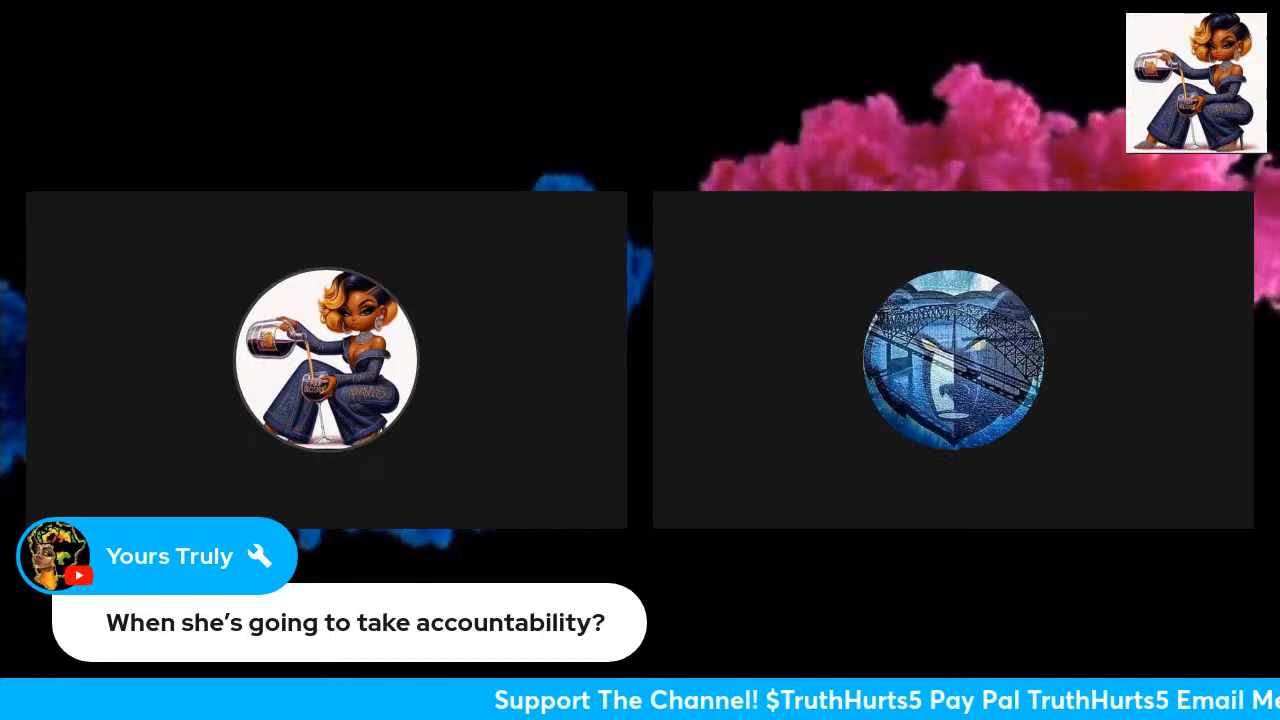 Yours Truly
When she’s going to take accountability?
Support The Channel! $TruthHurts5 Pay Pal TruthHurts5 Email